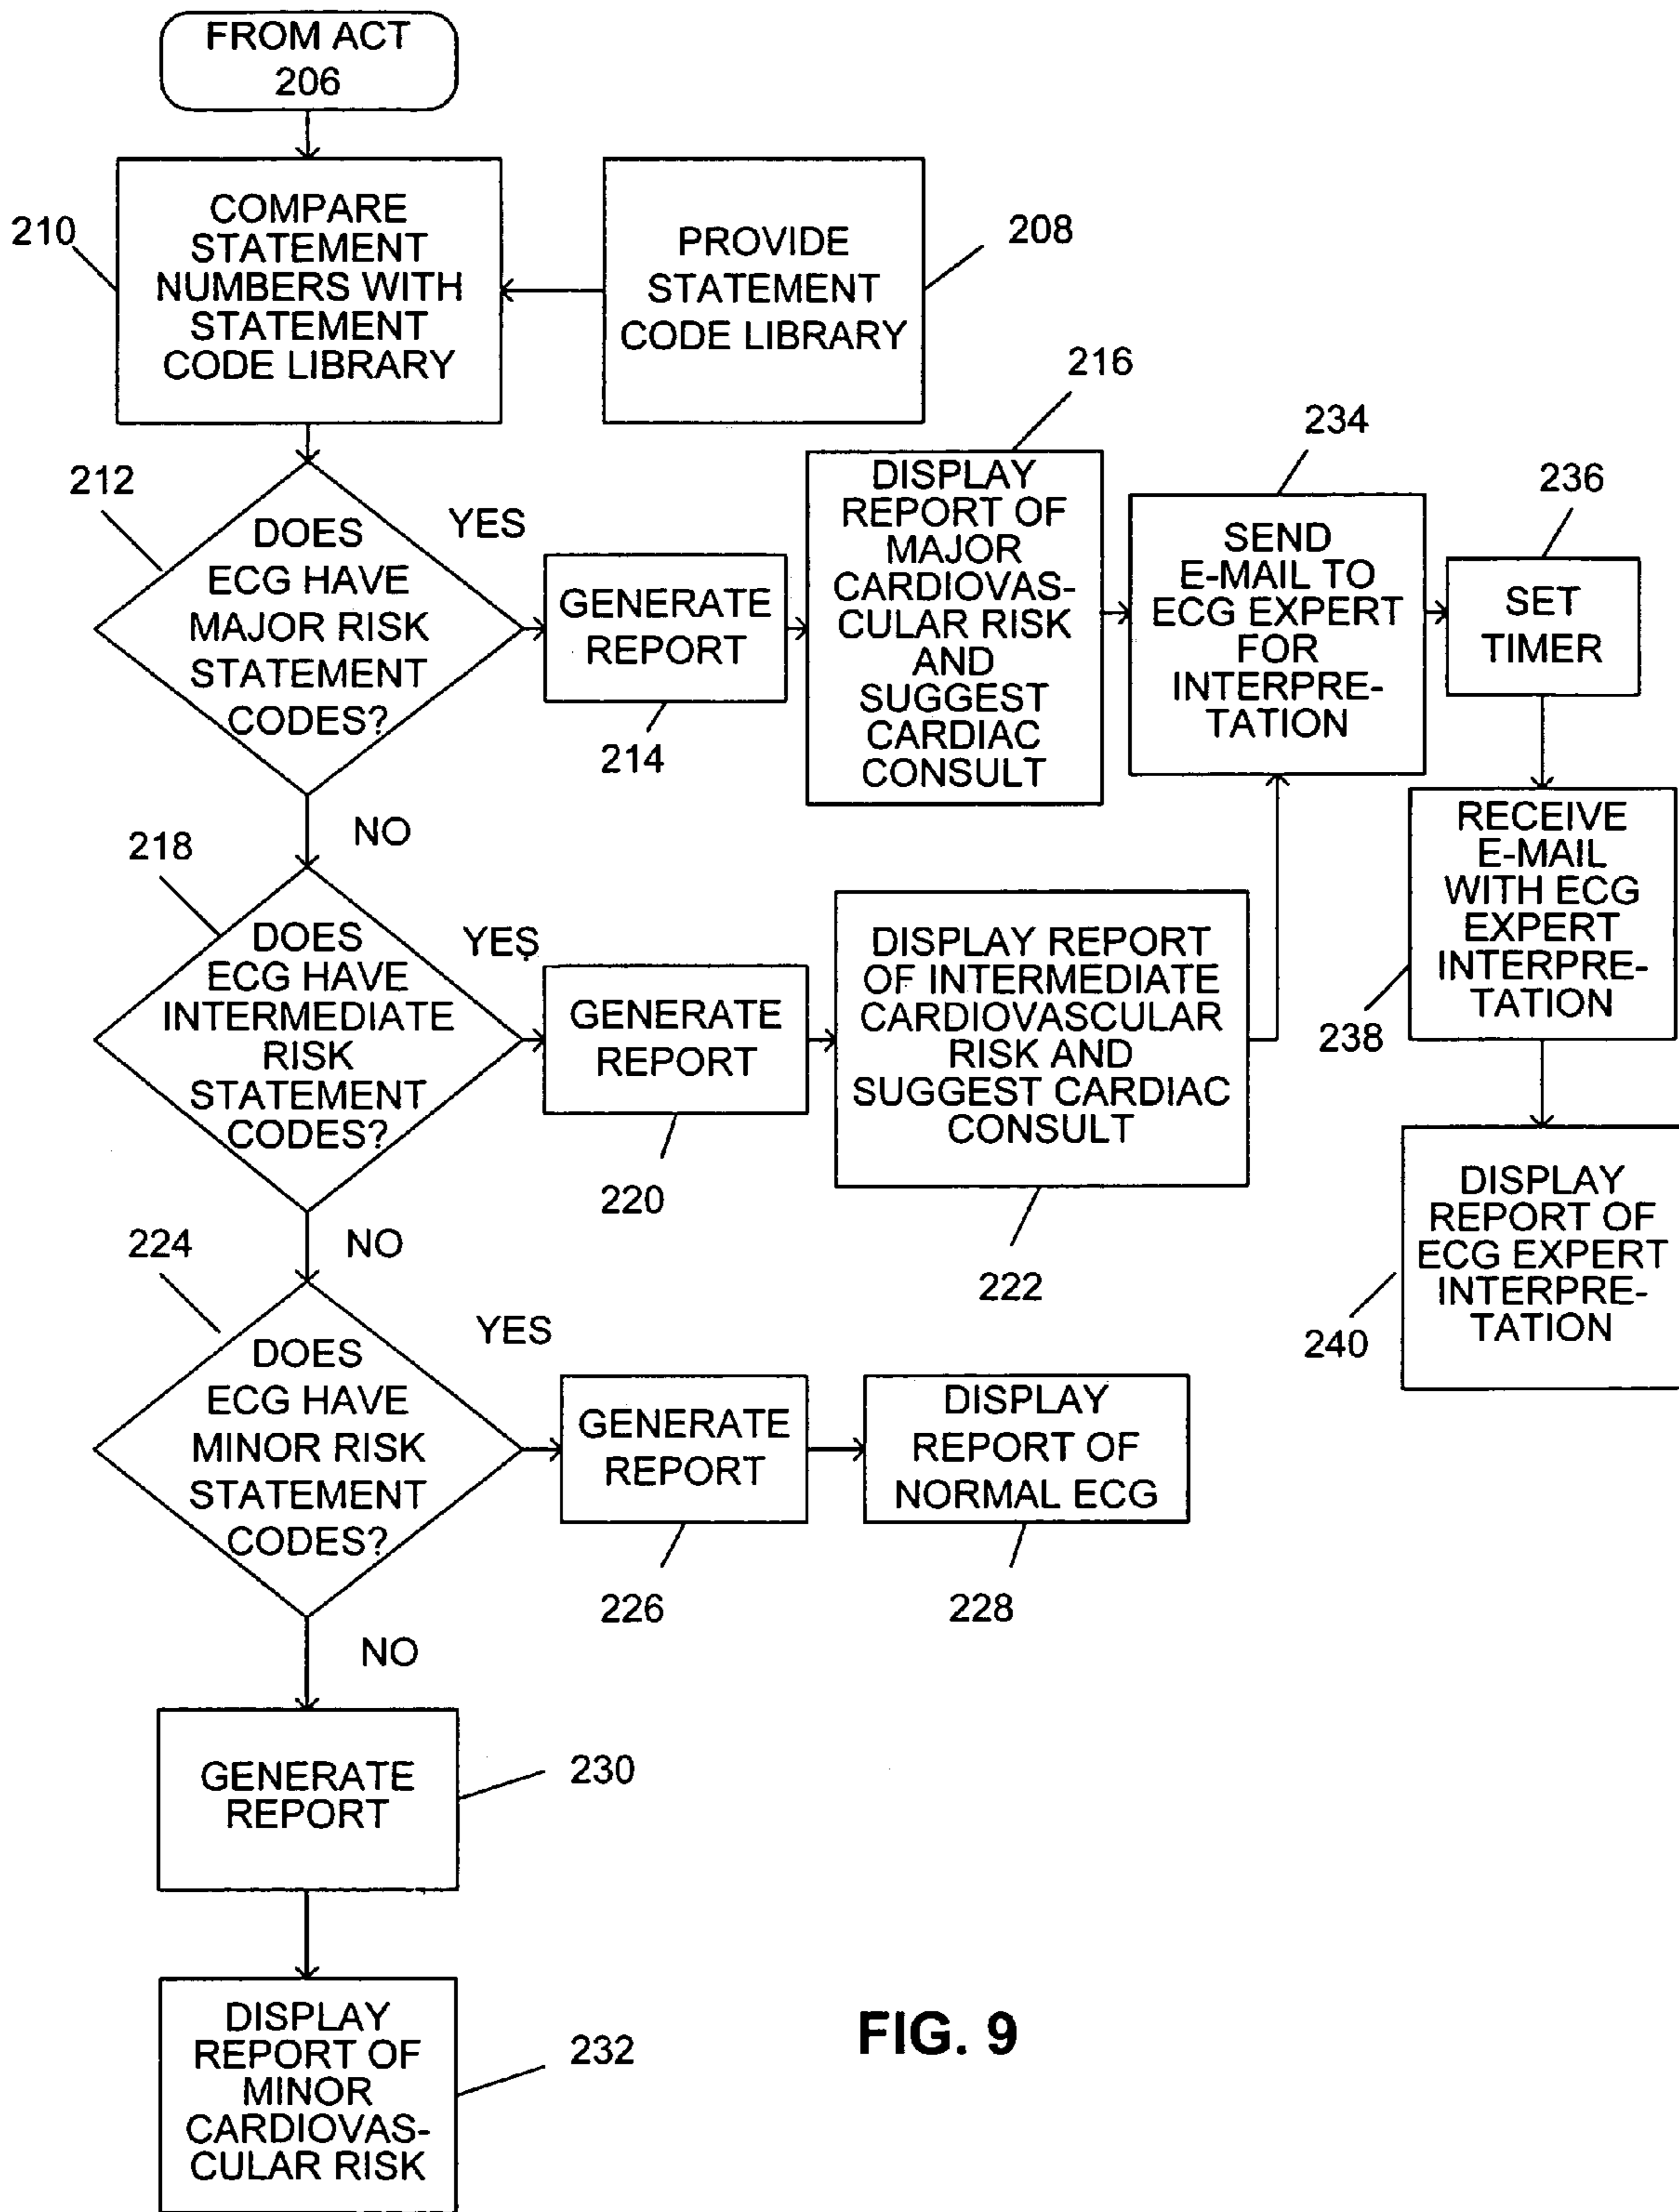 FROM ACT
206
210
COMPARE
STATEMENT
NUMBERS WITH
STATEMENT
CODE LIBRARY
PROVIDE
STATEMENT
CODE LIBRARY
208
212
DOES
ECG HAVE
MAJOR RISK
STATEMENT
CODES?
YES
GENERATE
REPORT
214
216
DISPLAY
REPORT OF
MAJOR
CARDIOVAS-
CULAR RISK
AND
SUGGEST
CARDIAC
CONSULT
234
SEND
E-MAIL TO
ECG EXPERT
FOR
INTERPRE-
TATION
236
SET
TIMER
NO
218
DOES
ECG HAVE
INTERMEDIATE
RISK
STATEMENT
CODES?
YES
GENERATE
REPORT
220
DISPLAY REPORT
OF INTERMEDIATE
CARDIOVASCULAR
RISK AND
SUGGEST CARDIAC
CONSULT
222
RECEIVE
E-MAIL
WITH ECG
EXPERT
INTERPRE-
TATION
238
DISPLAY
REPORT OF
ECG EXPERT
INTERPRE-
TATION
240
NO
224
DOES
ECG HAVE
MINOR RISK
STATEMENT
CODES?
YES
GENERATE
REPORT
226
DISPLAY
REPORT OF
NORMAL ECG
228
NO
GENERATE
REPORT
230
DISPLAY
REPORT OF
MINOR
CARDIOVAS-
CULAR RISK
232
FIG. 9